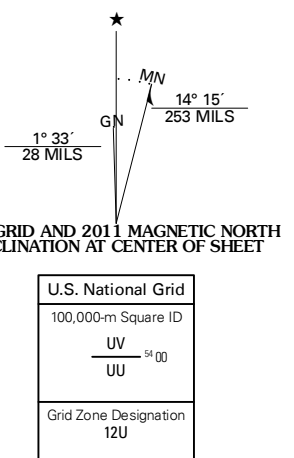 ★
MN
GN
14° 15´
253 MILS
1° 33´
28 MILS
GRID AND 2011 MAGNETIC NORTH
CLINATION AT CENTER OF SHEET
U.S. National Grid
100,000-m Square ID
UV
54 00
UU
Grid Zone Designation
12U